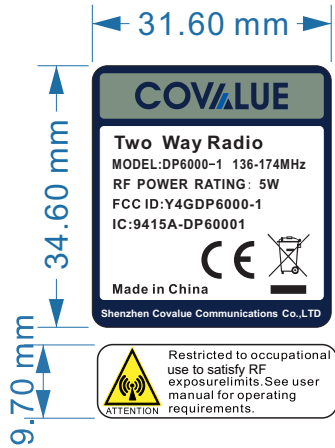 31.60 mm
34.60 mm
COVALUE
Two Way Radio
MODEL:DP6000-1 136-174MHz
RF POWER RATING: 5W
FCC ID:Y4GDP6000-1
IC:9415A-DP60001
CE
Made in China
Shenzhen Covalue Communications Co.,LTD
9.70 mm
ATTENTION
Restricted to occupational
use to satisfy RF
exposurelimits.See user
manual for operating
requirements.